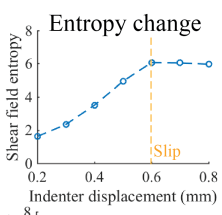 Entropy change
Shear field entropy
8
6
4
2
0
Slip
0.2 0.4 0.6 0.8
Indenter displacement (mm)
8